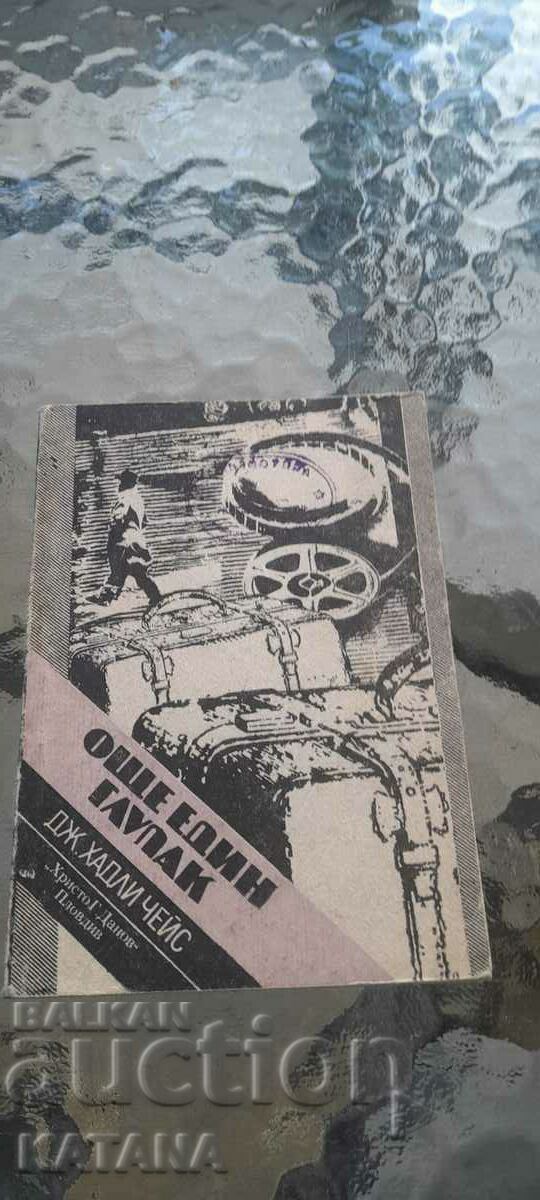 ОЩЕ ЕДИН
ГЛУПАК
ДЖ. ХАДЛИ ЧЕЙС
„Христо Г. Данов“
Пловдив
BALKAN
auction
KATANA